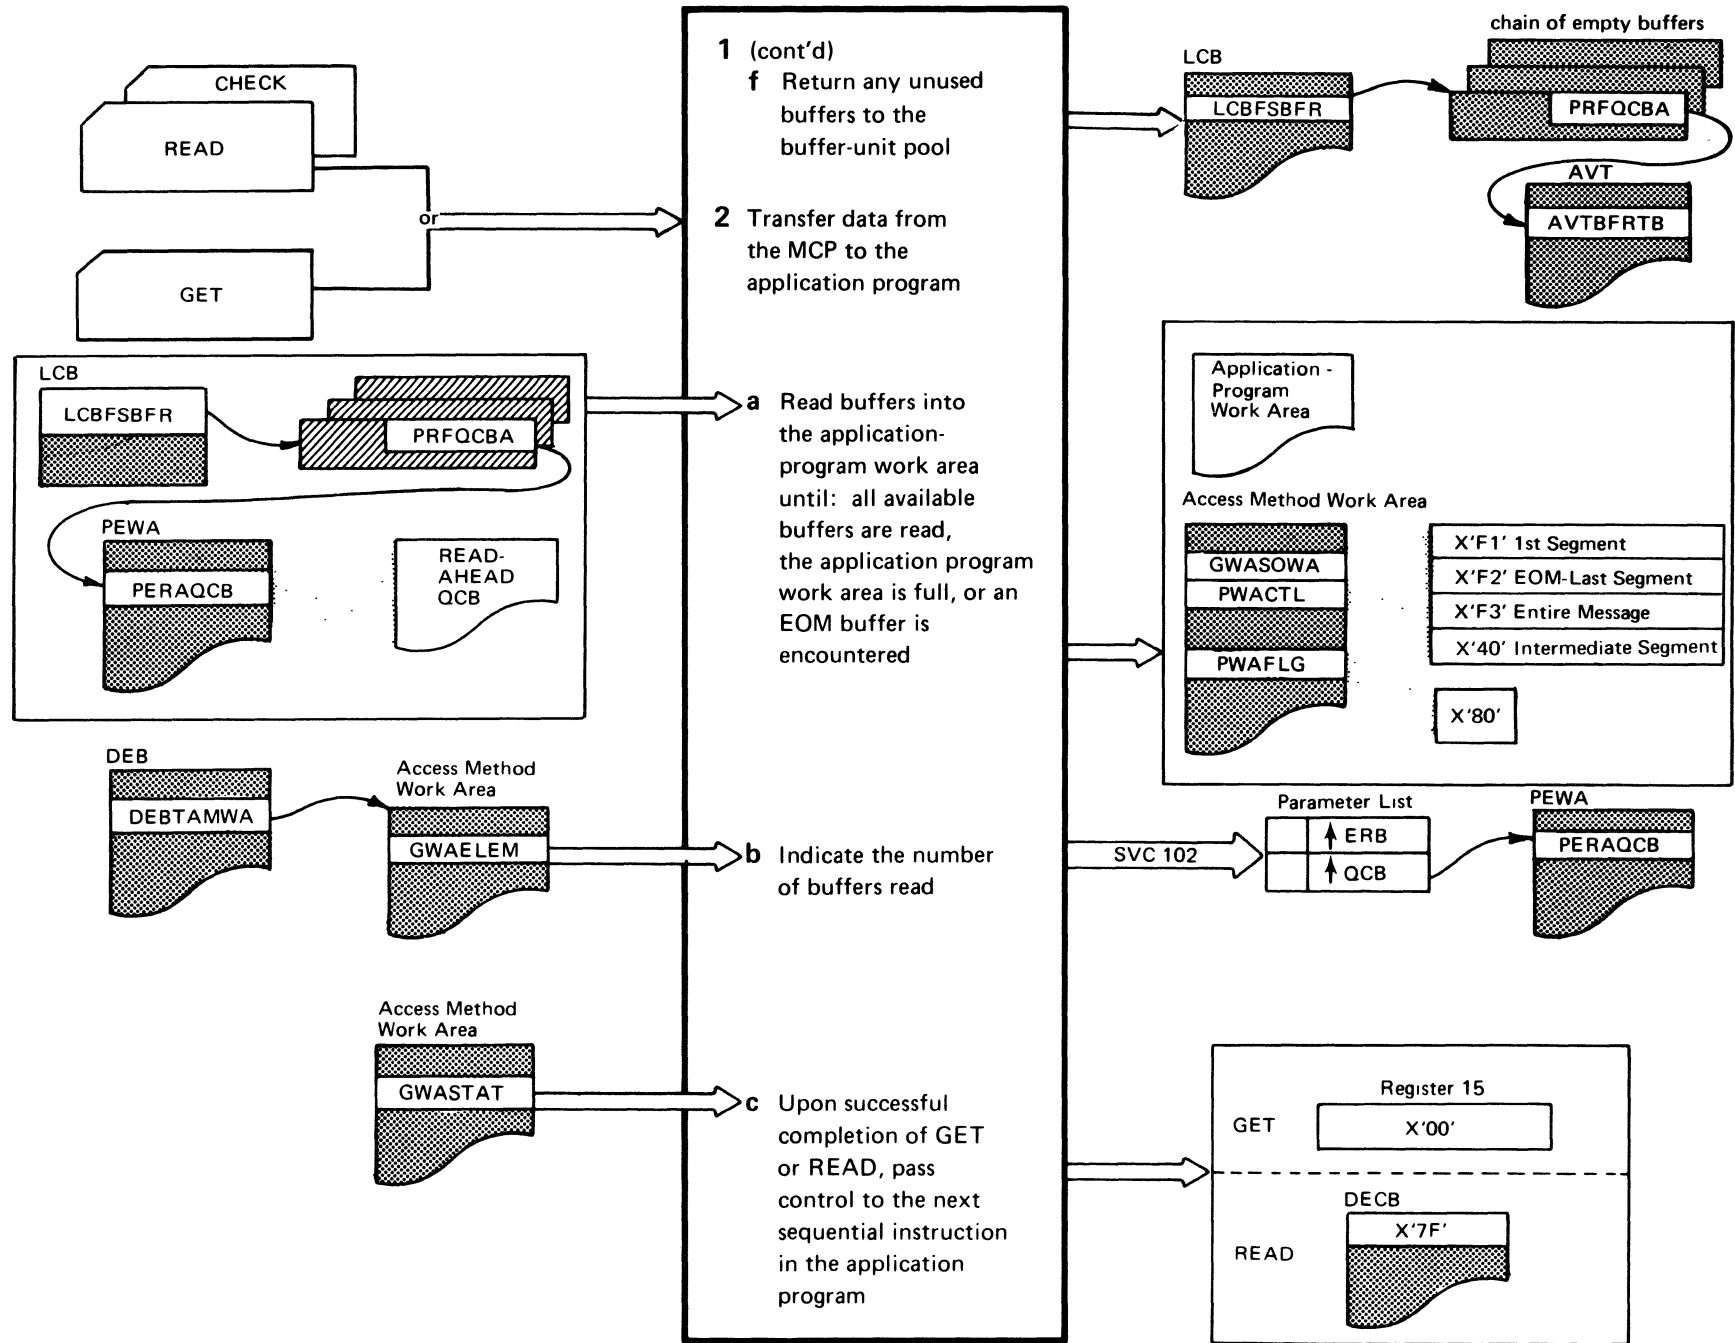 CHECK
READ
or
GET
LCB
LCBFSBFR
PRFQCBA
PEWA
PERAQCB
READ-
AHEAD
QCB
DEB
DEBTAMWA
Access Method
Work Area
GWAELEM
Access Method
Work Area
GWASTAT
1 (cont'd)
f Return any unused
buffers to the
buffer-unit pool
2 Transfer data from
the MCP to the
application program
a Read buffers into
the application-
program work area
until: all available
buffers are read,
the application program
work area is full, or an
EOM buffer is
encountered
b Indicate the number
of buffers read
c Upon successful
completion of GET
or READ, pass
control to the next
sequential instruction
in the application
program
chain of empty buffers
LCB
LCBFSBFR
PRFQCBA
AVT
AVTBFRTB
Application -
Program
Work Area
Access Method Work Area
GWASOWA
PWACTL
PWAFLG
X'F1' 1st Segment
X'F2' EOM-Last Segment
X'F3' Entire Message
X'40' Intermediate Segment
X'80'
SVC 102
Parameter List
ERB
QCB
PEWA
PERAQCB
Register 15
GET
X'00'
DECB
X'7F'
READ